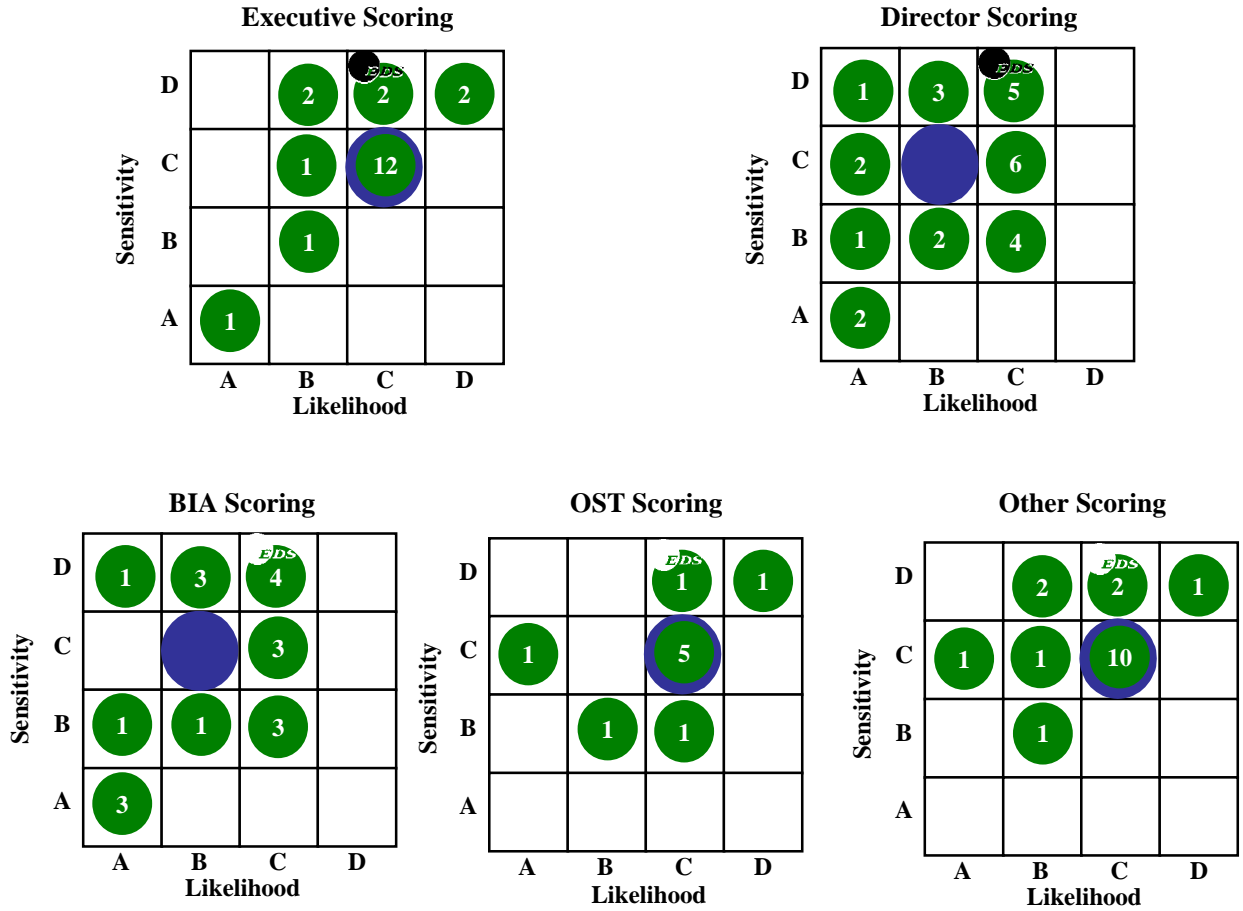 Executive Scoring
Sensitivity
D 2 EDS 2 2
C 1 12
B 1
A 1
A B C D
Likelihood
Director Scoring
Sensitivity
D 1 3 EDS 5
C 2 6
B 1 2 4
A 2
A B C D
Likelihood
BIA Scoring
Sensitivity
D 1 3 EDS 4
C 3
B 1 1 3
A 3
A B C D
Likelihood
OST Scoring
Sensitivity
D EDS 1 1
C 1 5
B 1 1
A
A B C D
Likelihood
Other Scoring
Sensitivity
D 2 EDS 2 1
C 1 1 10
B 1
A
A B C D
Likelihood